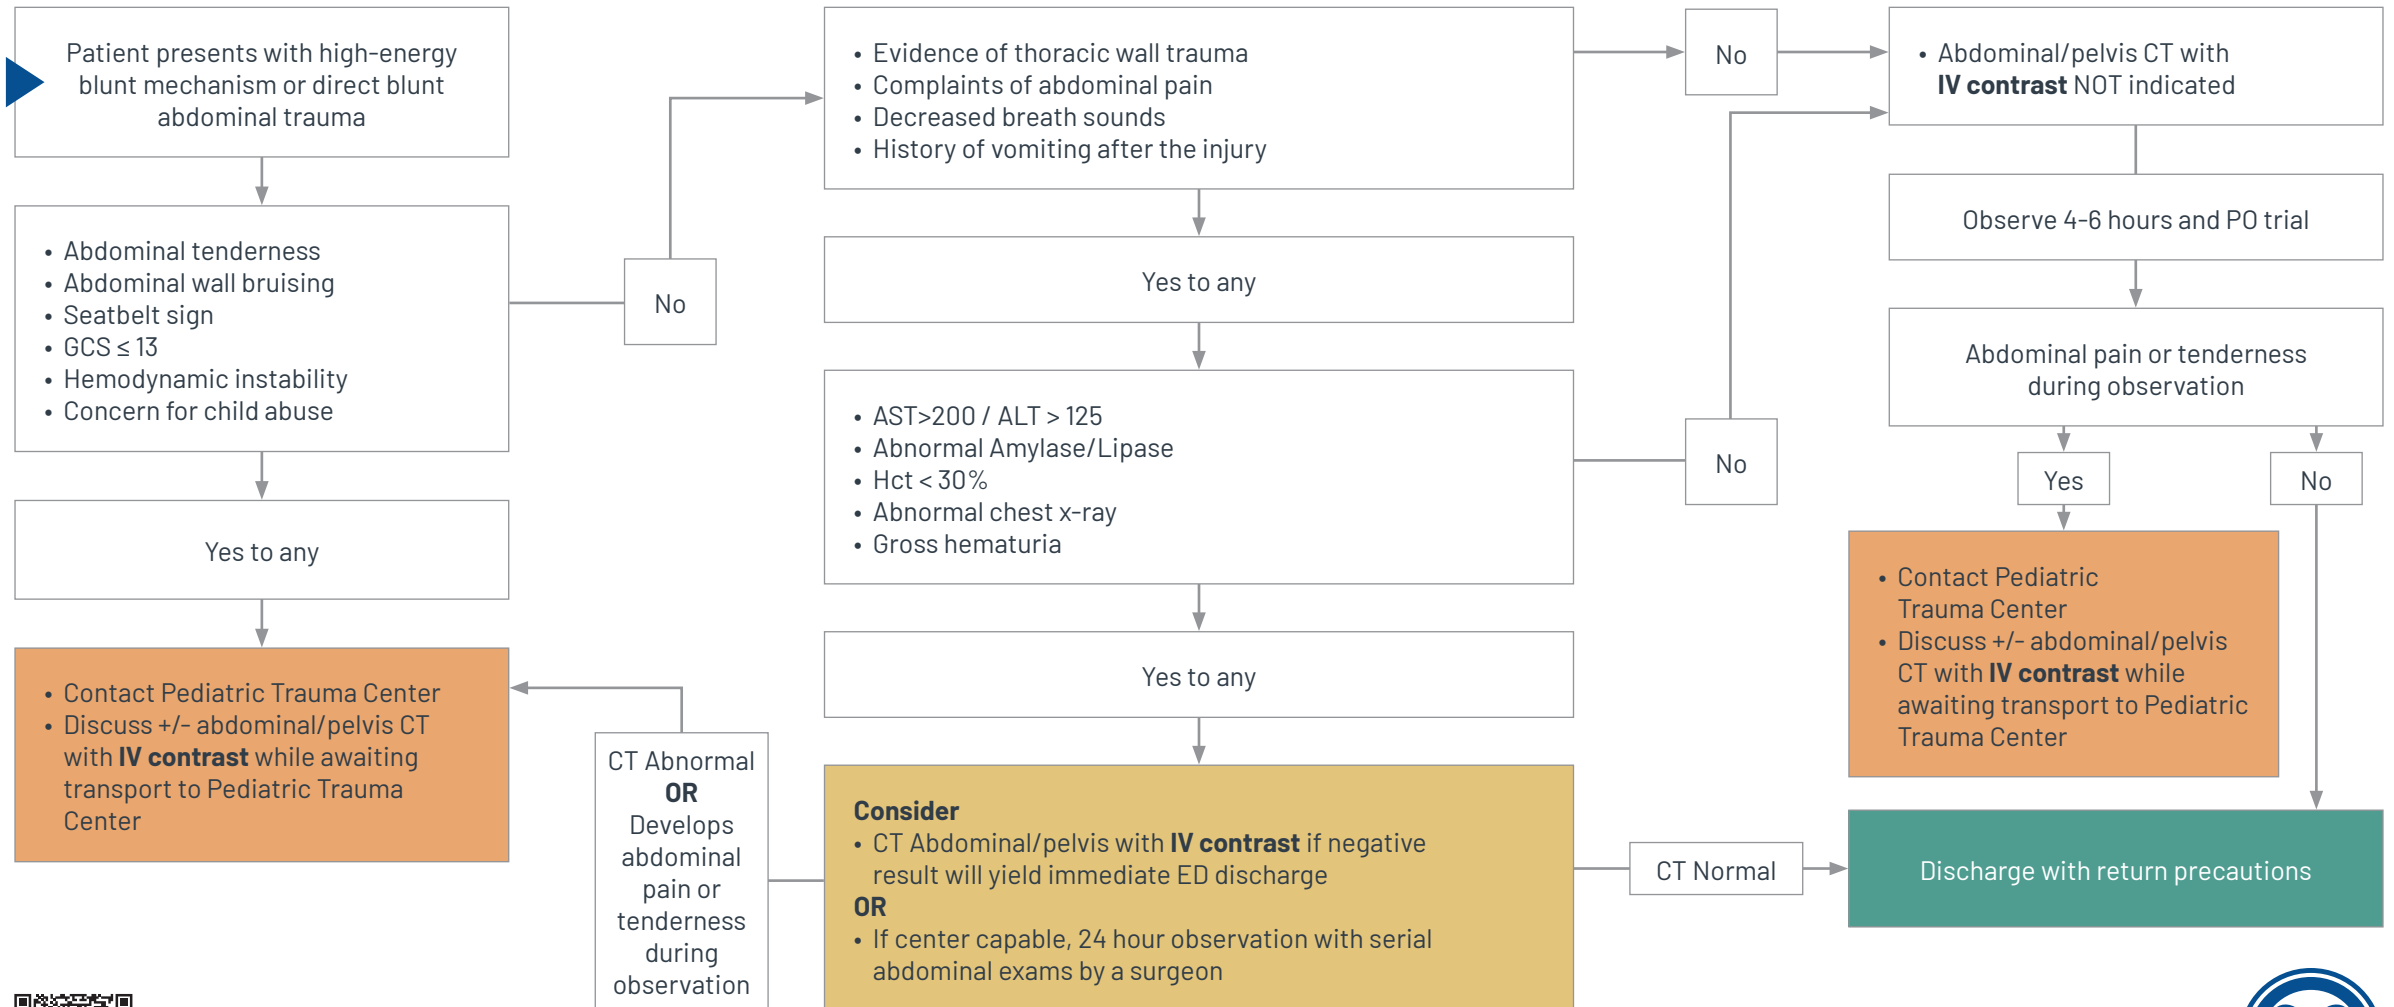 Patient presents with high-energy
blunt mechanism or direct blunt
abdominal trauma
• Abdominal tenderness
• Abdominal wall bruising
• Seatbelt sign
• GCS ≤ 13
• Hemodynamic instability
• Concern for child abuse
No
Yes to any
• Contact Pediatric Trauma Center
• Discuss +/- abdominal/pelvis CT
with IV contrast while awaiting
transport to Pediatric Trauma
Center
• Evidence of thoracic wall trauma
• Complaints of abdominal pain
• Decreased breath sounds
• History of vomiting after the injury
No
Yes to any
• AST>200 / ALT > 125
• Abnormal Amylase/Lipase
• Hct < 30%
• Abnormal chest x-ray
• Gross hematuria
No
Yes to any
Consider
• CT Abdominal/pelvis with IV contrast if negative
result will yield immediate ED discharge
OR
• If center capable, 24 hour observation with serial
abdominal exams by a surgeon
CT Abnormal
OR
Develops
abdominal
pain or
tenderness
during
observation
CT Normal
• Abdominal/pelvis CT with
IV contrast NOT indicated
Observe 4-6 hours and PO trial
Abdominal pain or tenderness
during observation
Yes
No
• Contact Pediatric
Trauma Center
• Discuss +/- abdominal/pelvis
CT with IV contrast while
awaiting transport to Pediatric
Trauma Center
Discharge with return precautions